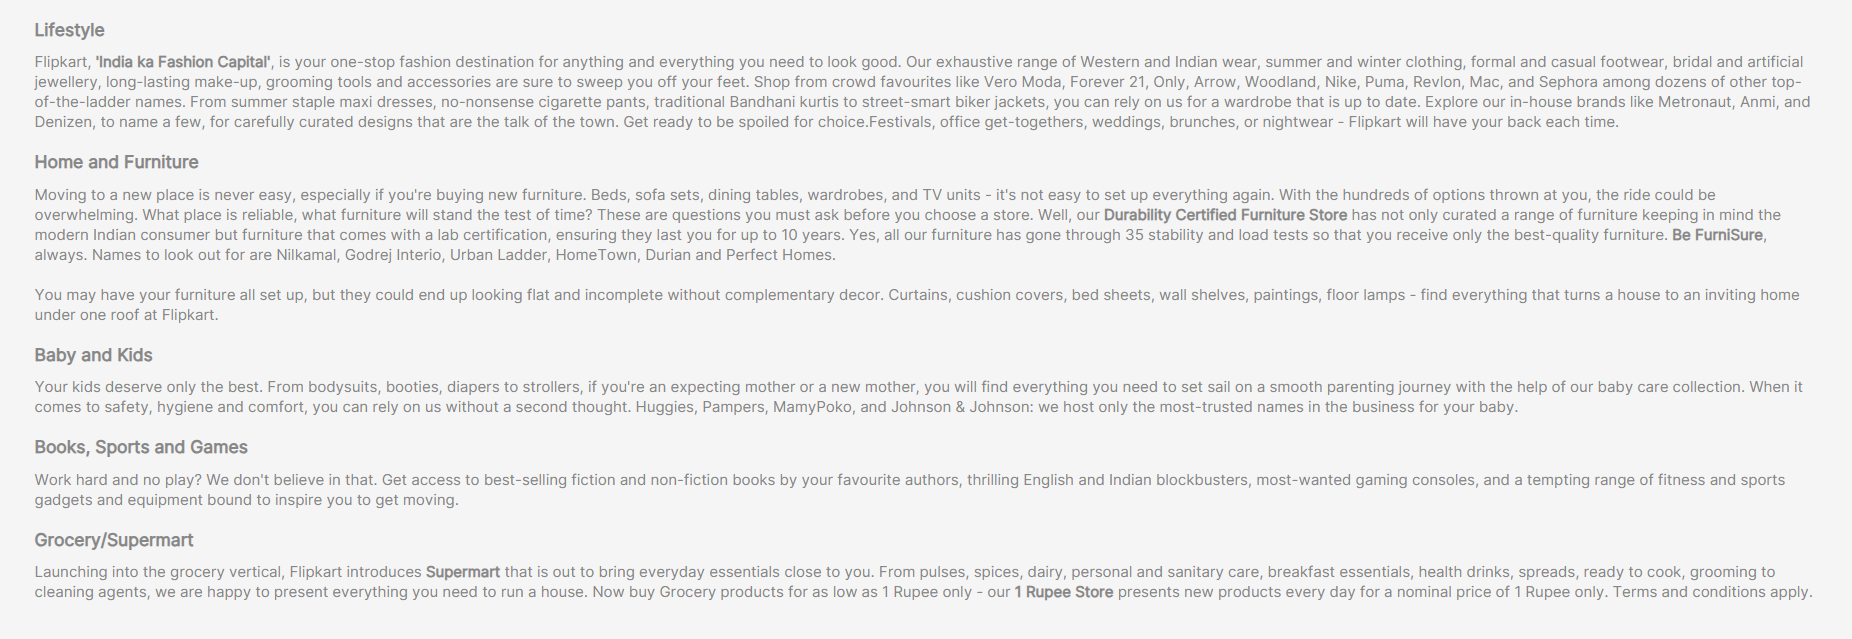 Lifestyle
Flipkart, 'India ka Fashion Capital', is your one-stop fashion destination for anything and everything you need to look good. Our exhaustive range of Western and Indian wear, summer and winter clothing, formal and casual footwear, bridal and artificial
jewellery, long-lasting make-up, grooming tools and accessories are sure to sweep you off your feet. Shop from crowd favourites like Vero Moda, Forever 21, Only, Arrow, Woodland, Nike, Puma, Revlon, Mac, and Sephora among dozens of other top-
of-the-ladder names. From summer staple maxi dresses, no-nonsense cigarette pants, traditional Bandhani kurtis to street-smart biker jackets, you can rely on us for a wardrobe that is up to date. Explore our in-house brands like Metronaut, Anmi, and
Denizen, to name a few, for carefully curated designs that are the talk of the town. Get ready to be spoiled for choice.Festivals, office get-togethers, weddings, brunches, or nightwear - Flipkart will have your back each time.
Home and Furniture
Moving to a new place is never easy, especially if you're buying new furniture. Beds, sofa sets, dining tables, wardrobes, and TV units - it's not easy to set up everything again. With the hundreds of options thrown at you, the ride could be
overwhelming. What place is reliable, what furniture will stand the test of time? These are questions you must ask before you choose a store. Well, our Durability Certified Furniture Store has not only curated a range of furniture keeping in mind the
modern Indian consumer but furniture that comes with a lab certification, ensuring they last you for up to 10 years. Yes, all our furniture has gone through 35 stability and load tests so that you receive only the best-quality furniture. Be FurniSure,
always. Names to look out for are Nilkamal, Godrej Interio, Urban Ladder, HomeTown, Durian and Perfect Homes.
You may have your furniture all set up, but they could end up looking flat and incomplete without complementary decor. Curtains, cushion covers, bed sheets, wall shelves, paintings, floor lamps - find everything that turns a house to an inviting home
under one roof at Flipkart.
Baby and Kids
Your kids deserve only the best. From bodysuits, booties, diapers to strollers, if you're an expecting mother or a new mother, you will find everything you need to set sail on a smooth parenting journey with the help of our baby care collection. When it
comes to safety, hygiene and comfort, you can rely on us without a second thought. Huggies, Pampers, MamyPoko, and Johnson & Johnson: we host only the most-trusted names in the business for your baby.
Books, Sports and Games
Work hard and no play? We don't believe in that. Get access to best-selling fiction and non-fiction books by your favourite authors, thrilling English and Indian blockbusters, most-wanted gaming consoles, and a tempting range of fitness and sports
gadgets and equipment bound to inspire you to get moving.
Grocery/Supermart
Launching into the grocery vertical, Flipkart introduces Supermart that is out to bring everyday essentials close to you. From pulses, spices, dairy, personal and sanitary care, breakfast essentials, health drinks, spreads, ready to cook, grooming to
cleaning agents, we are happy to present everything you need to run a house. Now buy Grocery products for as low as 1 Rupee only - our 1 Rupee Store presents new products every day for a nominal price of 1 Rupee only. Terms and conditions apply.